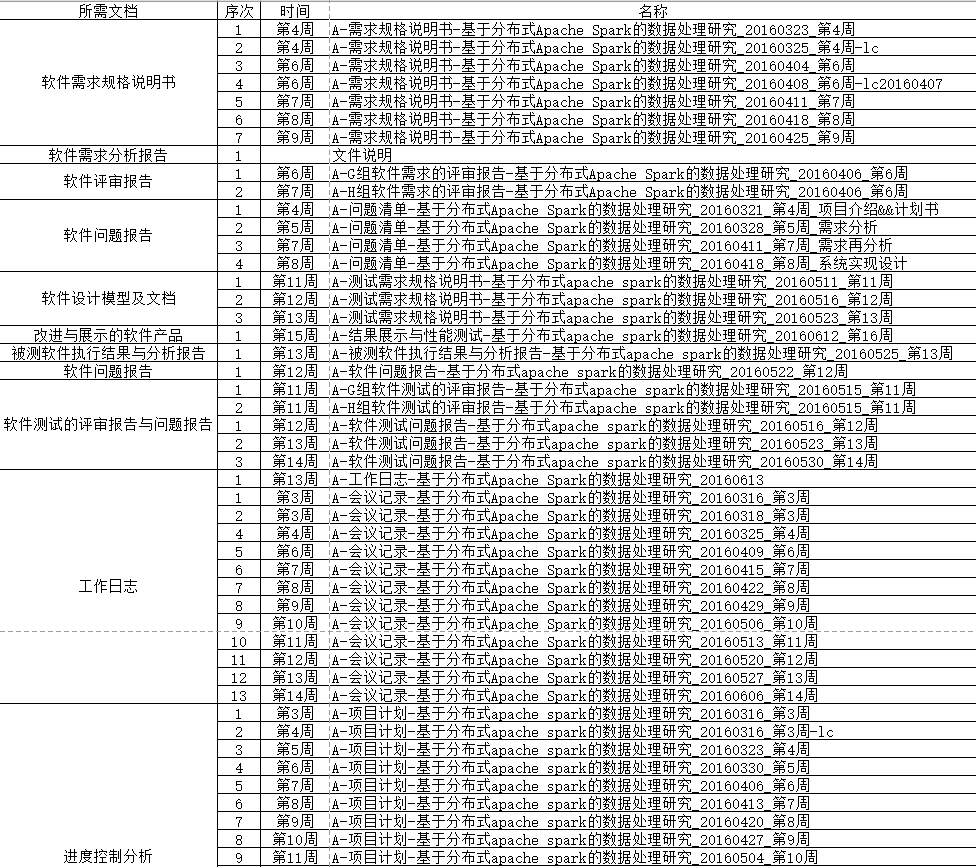 所需文档 序次 时间 名称
软件需求规格说明书 1 第4周 A-需求规格说明书-基于分布式Apache Spark的数据处理研究_20160323_第4周
2 第4周 A-需求规格说明书-基于分布式Apache Spark的数据处理研究_20160325_第4周-lc
3 第6周 A-需求规格说明书-基于分布式Apache Spark的数据处理研究_20160404_第6周
4 第6周 A-需求规格说明书-基于分布式Apache Spark的数据处理研究_20160408_第6周-lc20160407
5 第7周 A-需求规格说明书-基于分布式Apache Spark的数据处理研究_20160411_第7周
6 第8周 A-需求规格说明书-基于分布式Apache Spark的数据处理研究_20160418_第8周
7 第9周 A-需求规格说明书-基于分布式Apache Spark的数据处理研究_20160425_第9周
软件需求分析报告 1 文件说明
软件评审报告 1 第6周 A-G组软件需求的评审报告-基于分布式Apache Spark的数据处理研究_20160406_第6周
2 第7周 A-H组软件需求的评审报告-基于分布式Apache Spark的数据处理研究_20160406_第6周
软件问题报告 1 第4周 A-问题清单-基于分布式Apache Spark的数据处理研究_20160321_第4周_项目介绍&&计划书
2 第5周 A-问题清单-基于分布式Apache Spark的数据处理研究_20160328_第5周_需求分析
3 第7周 A-问题清单-基于分布式Apache Spark的数据处理研究_20160411_第7周_需求再分析
4 第8周 A-问题清单-基于分布式Apache Spark的数据处理研究_20160418_第8周_系统实现设计
软件设计模型及文档 1 第11周 A-测试需求规格说明书-基于分布式apache spark的数据处理研究_20160511_第11周
2 第12周 A-测试需求规格说明书-基于分布式apache spark的数据处理研究_20160516_第12周
3 第13周 A-测试需求规格说明书-基于分布式apache spark的数据处理研究_20160523_第13周
改进与展示的软件产品 1 第15周 A-结果展示与性能测试-基于分布式apache spark的数据处理研究_20160612_第16周
被测软件执行结果与分析报告 1 第13周 A-被测软件执行结果与分析报告-基于分布式apache spark的数据处理研究_20160525_第13周
软件问题报告 1 第12周 A-软件问题报告-基于分布式apache spark的数据处理研究_20160522_第12周
软件测试的评审报告与问题报告 1 第11周 A-G组软件测试的评审报告-基于分布式apache spark的数据处理研究_20160515_第11周
2 第11周 A-H组软件测试的评审报告-基于分布式apache spark的数据处理研究_20160515_第11周
1 第12周 A-软件测试问题报告-基于分布式apache spark的数据处理研究_20160516_第12周
2 第13周 A-软件测试问题报告-基于分布式apache spark的数据处理研究_20160523_第13周
3 第14周 A-软件测试问题报告-基于分布式apache spark的数据处理研究_20160530_第14周
工作日志 1 第13周 A-工作日志-基于分布式Apache Spark的数据处理研究_20160613
1 第3周 A-会议记录-基于分布式Apache Spark的数据处理研究_20160316_第3周
2 第3周 A-会议记录-基于分布式Apache Spark的数据处理研究_20160318_第3周
4 第4周 A-会议记录-基于分布式Apache Spark的数据处理研究_20160325_第4周
5 第6周 A-会议记录-基于分布式Apache Spark的数据处理研究_20160409_第6周
6 第7周 A-会议记录-基于分布式Apache Spark的数据处理研究_20160415_第7周
7 第8周 A-会议记录-基于分布式Apache Spark的数据处理研究_20160422_第8周
8 第9周 A-会议记录-基于分布式Apache Spark的数据处理研究_20160429_第9周
9 第10周 A-会议记录-基于分布式Apache Spark的数据处理研究_20160506_第10周
10 第11周 A-会议记录-基于分布式Apache Spark的数据处理研究_20160513_第11周
11 第12周 A-会议记录-基于分布式Apache Spark的数据处理研究_20160520_第12周
12 第13周 A-会议记录-基于分布式Apache Spark的数据处理研究_20160527_第13周
13 第14周 A-会议记录-基于分布式Apache Spark的数据处理研究_20160606_第14周
进度控制分析 1 第3周 A-项目计划-基于分布式apache spark的数据处理研究_20160316_第3周
2 第4周 A-项目计划-基于分布式apache spark的数据处理研究_20160316_第3周-lc
3 第5周 A-项目计划-基于分布式apache spark的数据处理研究_20160323_第4周
4 第6周 A-项目计划-基于分布式apache spark的数据处理研究_20160330_第5周
5 第7周 A-项目计划-基于分布式apache spark的数据处理研究_20160406_第6周
6 第8周 A-项目计划-基于分布式apache spark的数据处理研究_20160413_第7周
7 第9周 A-项目计划-基于分布式apache spark的数据处理研究_20160420_第8周
8 第10周 A-项目计划-基于分布式apache spark的数据处理研究_20160427_第9周
9 第11周 A-项目计划-基于分布式apache spark的数据处理研究_20160504_第10周